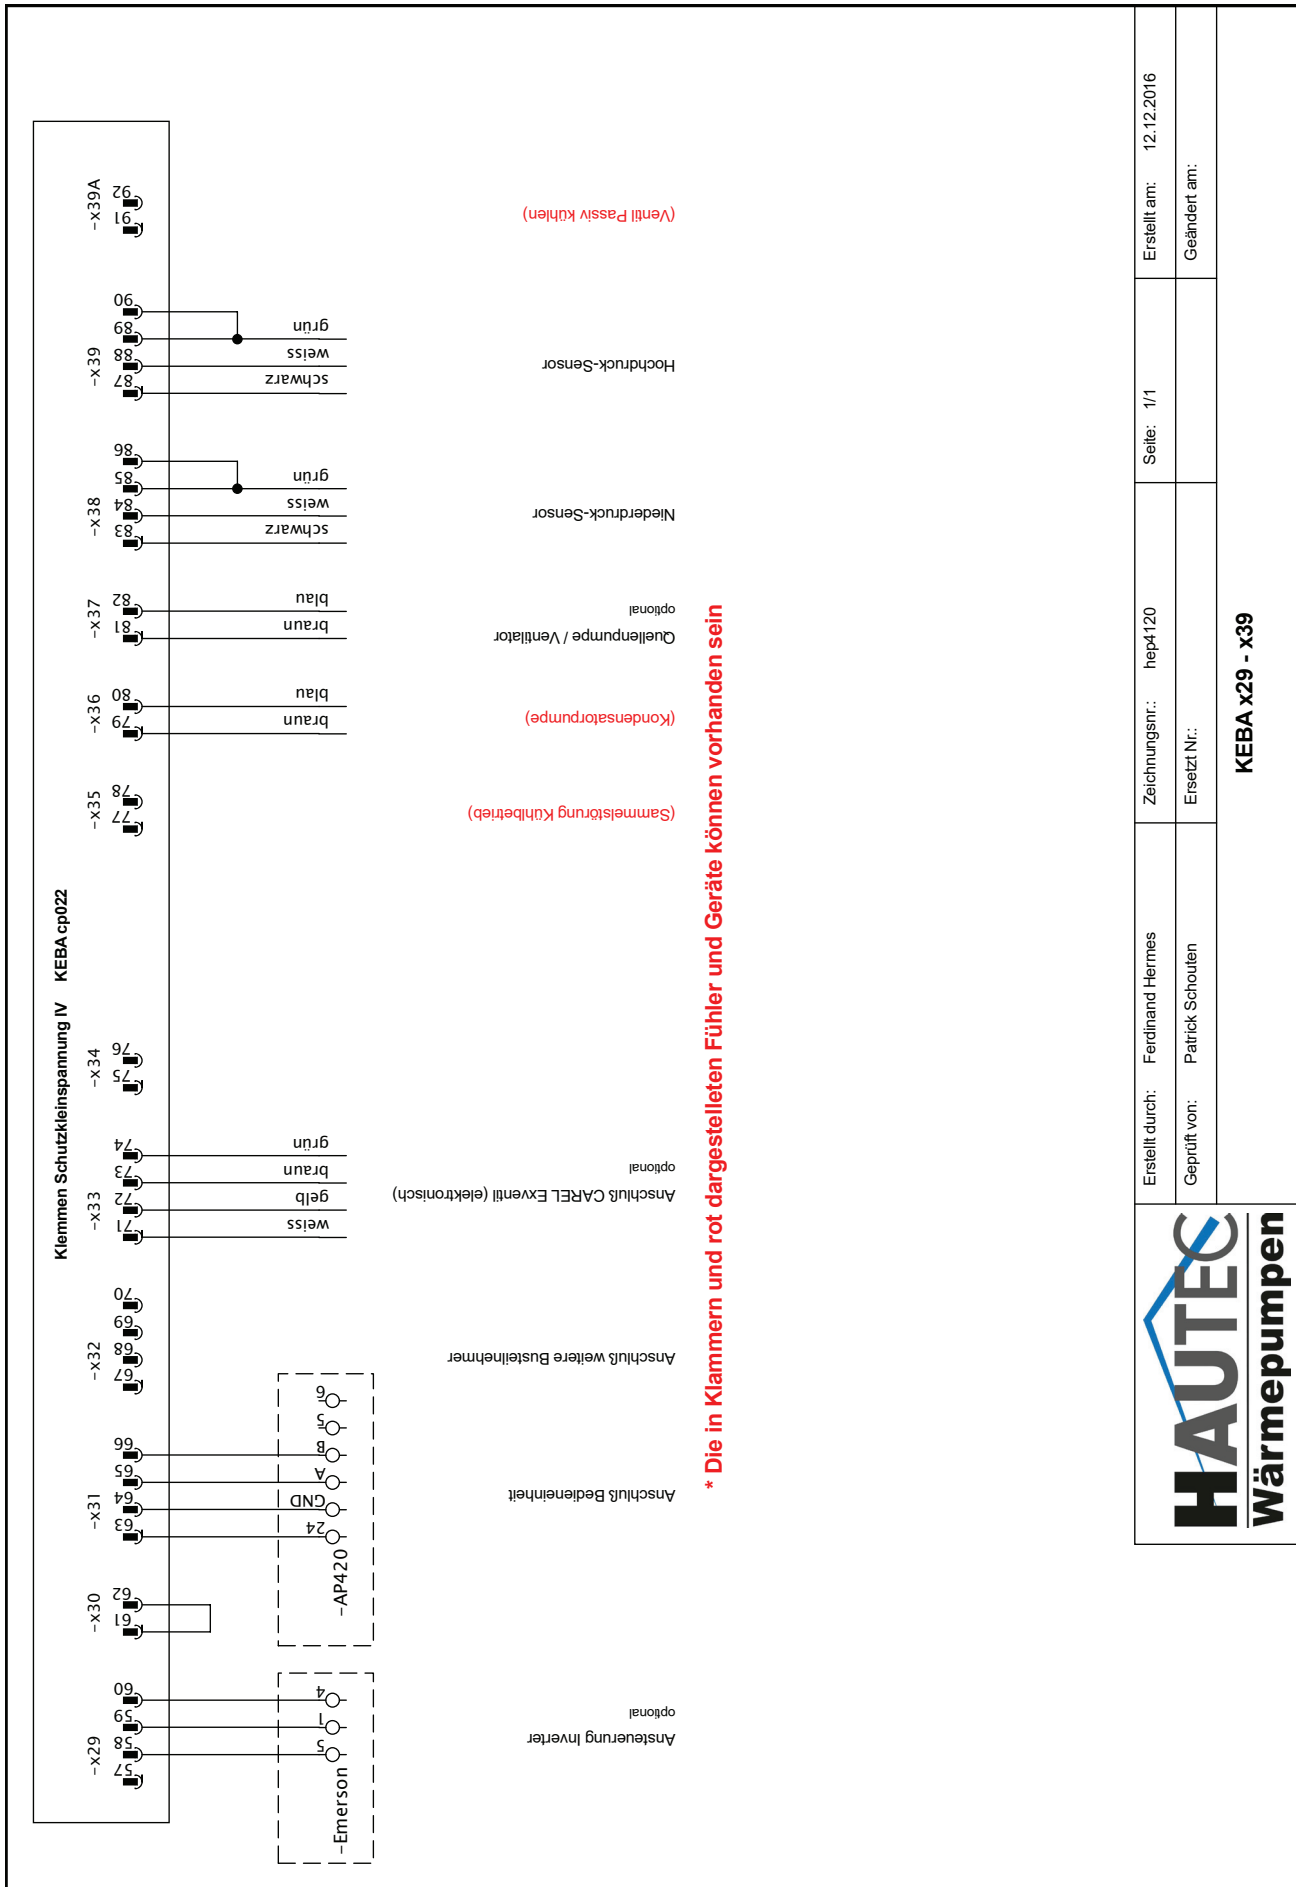 Klemmen Schutzkleinspannung IV KEBA cp022
-x29
57
58
59
60
-x30
61
62
-x31
63
64
65
66
-x32
67
68
69
70
-x33
71
72
73
74
-x34
75
76
-x35
77
78
-x36
79
80
-x37
81
82
-x38
83
84
85
86
-x39
87
88
89
90
-x39A
91
92
-Emerson
5
1
4
-AP420
24
GND
A
B
5
6
weiss
gelb
braun
grün
braun
blau
braun
blau
schwarz
weiss
grün
schwarz
weiss
grün
Ansteuerung Inverter
optional
Anschluß Bedieneinheit
Anschluß weitere Busteilnehmer
Anschluß CAREL Exventil (elektronisch)
optional
(Sammelstörung Kühlbetrieb)
(Kondensatorpumpe)
Quellenpumpe / Ventilator
optional
Niederdruck-Sensor
Hochdruck-Sensor
(Ventil Passiv kühlen)
* Die in Klammern und rot dargestelleten Fühler und Geräte können vorhanden sein
HAUTEC
Wärmepumpen
Erstellt durch: Ferdinand Hermes
Zeichnungsnr.: hep4120
Seite: 1/1
Erstellt am: 12.12.2016
Geprüft von: Patrick Schouten
Ersetzt Nr.:
Geändert am:
KEBA x29 - x39